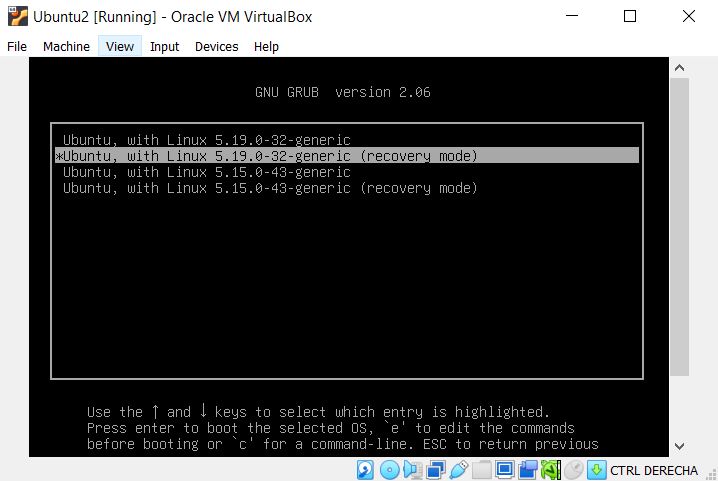 Ubuntu2 [Running] - Oracle VM VirtualBox
File Machine View Input Devices Help
GNU GRUB version 2.06
Ubuntu, with Linux 5.19.0-32-generic
*Ubuntu, with Linux 5.19.0-32-generic (recovery mode)
Ubuntu, with Linux 5.15.0-43-generic
Ubuntu, with Linux 5.15.0-43-generic (recovery mode)
Use the ↑ and ↓ keys to select which entry is highlighted.
Press enter to boot the selected OS, `e' to edit the commands
before booting or `c' for a command-line. ESC to return previous
CTRL DERECHA